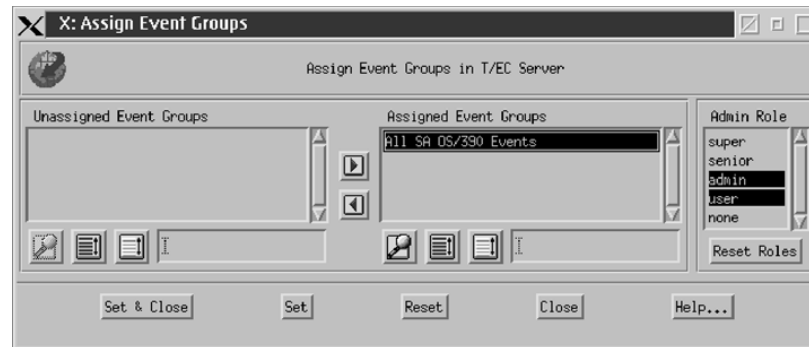 X: Assign Event Groups
Assign Event Groups in T/EC Server
Unassigned Event Groups
Assigned Event Groups
All SA OS/390 Events
Admin Role
super
senior
admin
user
none
Reset Roles
Set & Close
Set
Reset
Close
Help...